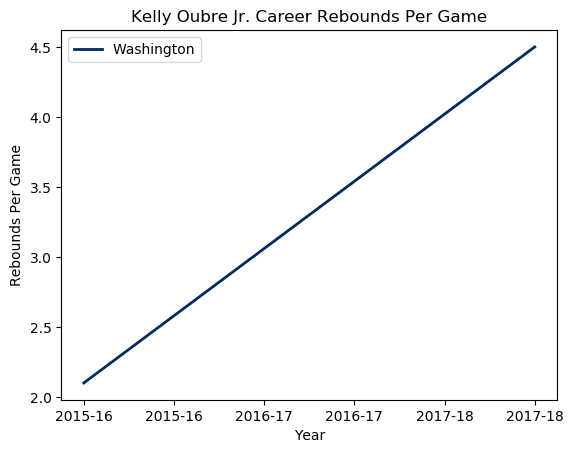 Kelly Oubre Jr. Career Rebounds Per Game
Washington
4.5
4.0
3.5
3.0
2.5
2.0
Rebounds Per Game
2015-16 2015-16 2016-17 2016-17 2017-18 2017-18
Year